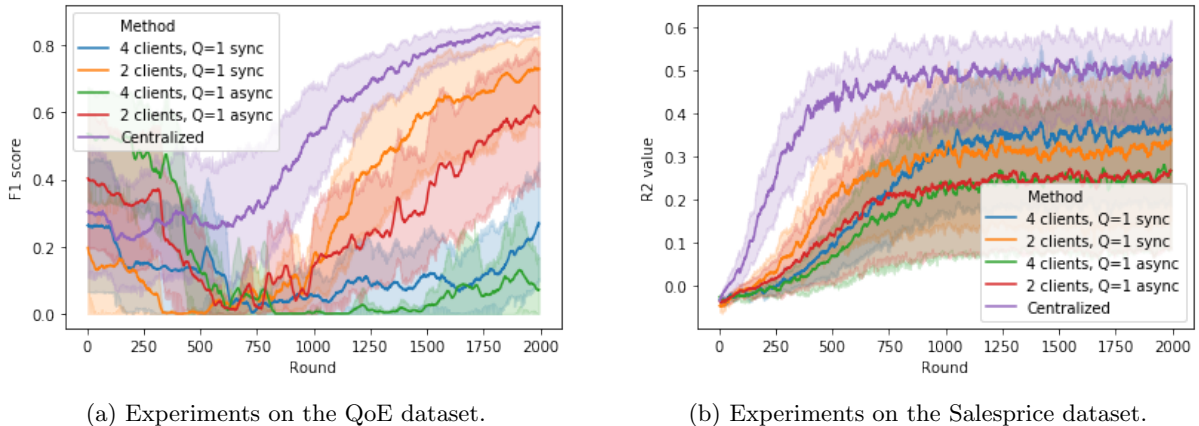 Method
4 clients, Q=1 sync
2 clients, Q=1 sync
4 clients, Q=1 async
2 clients, Q=1 async
Centralized
F1 score
0.8
0.6
0.4
0.2
0.0
0 250 500 750 1000 1250 1500 1750 2000
Round
(a) Experiments on the QoE dataset.
R2 value
0.6
0.5
0.4
0.3
0.2
0.1
0.0
Method
4 clients, Q=1 sync
2 clients, Q=1 sync
4 clients, Q=1 async
2 clients, Q=1 async
Centralized
0 250 500 750 1000 1250 1500 1750 2000
Round
(b) Experiments on the Salesprice dataset.